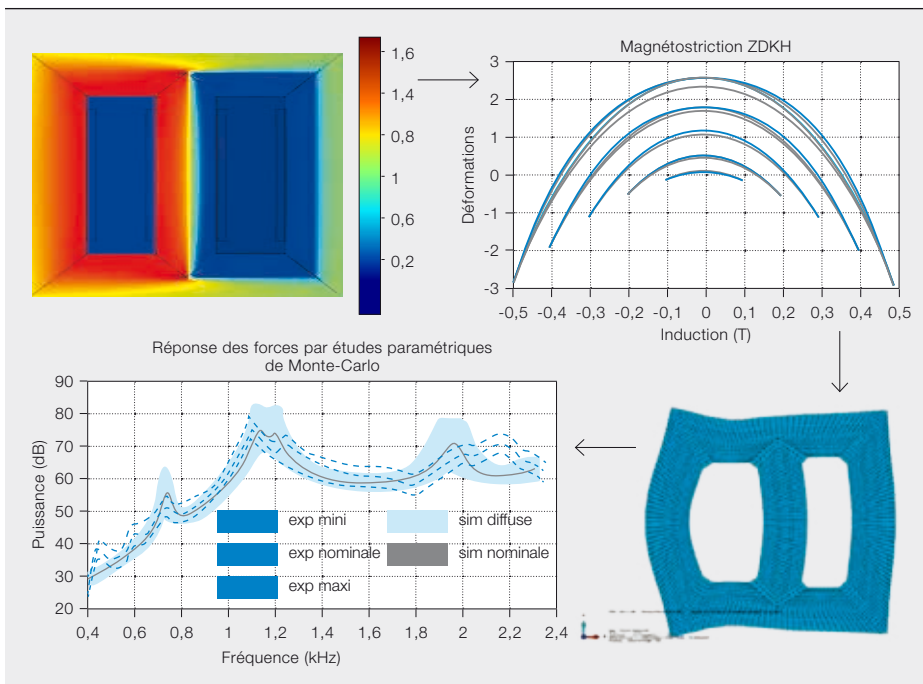 1,6
1,4
0,8
1
0,6
0,2
Magnétostriction ZDKH
Déformations
3
2
1
0
-1
-2
-3
-0,5 -0,4 -0,3 -0,2 -0,1 0 0,1 0,2 0,3 0,4 0,5
Induction (T)
Réponse des forces par études paramétriques
de Monte-Carlo
Puissance (dB)
90
80
70
60
50
40
30
20
exp mini
sim diffuse
exp nominale
sim nominale
exp maxi
0,4 0,6 0,8 1 1,2 1,4 1,6 1,8 2 2,2 2,4
Fréquence (kHz)